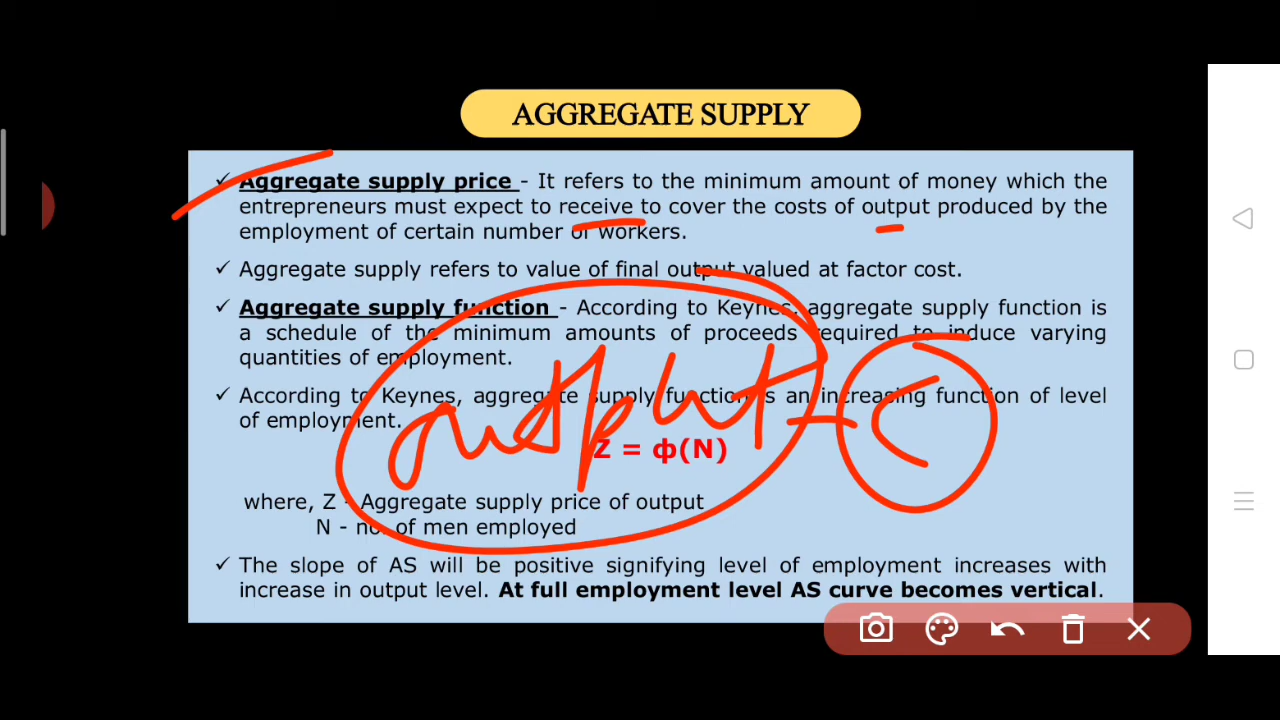 AGGREGATE SUPPLY
✓ Aggregate supply price - It refers to the minimum amount of money which the
entrepreneurs must expect to receive to cover the costs of output produced by the
employment of certain number of workers.
✓ Aggregate supply refers to value of final output valued at factor cost.
✓ Aggregate supply function - According to Keynes, aggregate supply function is
a schedule of the minimum amounts of proceeds required to induce varying
quantities of employment.
✓ According to Keynes, aggregate supply function is an increasing function of level
of employment.
output - C
Z = ф(N)
where, Z - Aggregate supply price of output
N - no. of men employed
✓ The slope of AS will be positive signifying level of employment increases with
increase in output level. At full employment level AS curve becomes vertical.